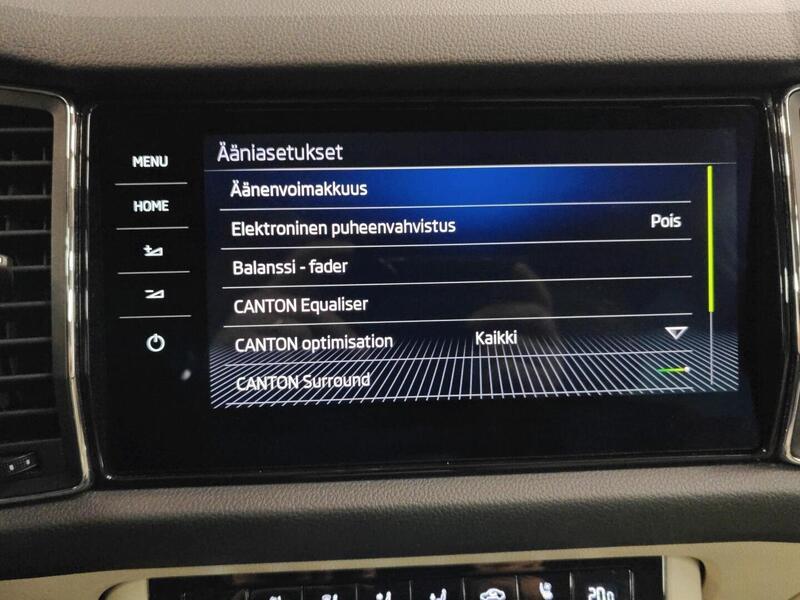 MENU
HOME
Ääniasetukset
Äänenvoimakkuus
Elektroninen puheenvahvistus Pois
Balanssi - fader
CANTON Equaliser
CANTON optimisation Kaikki
CANTON Surround